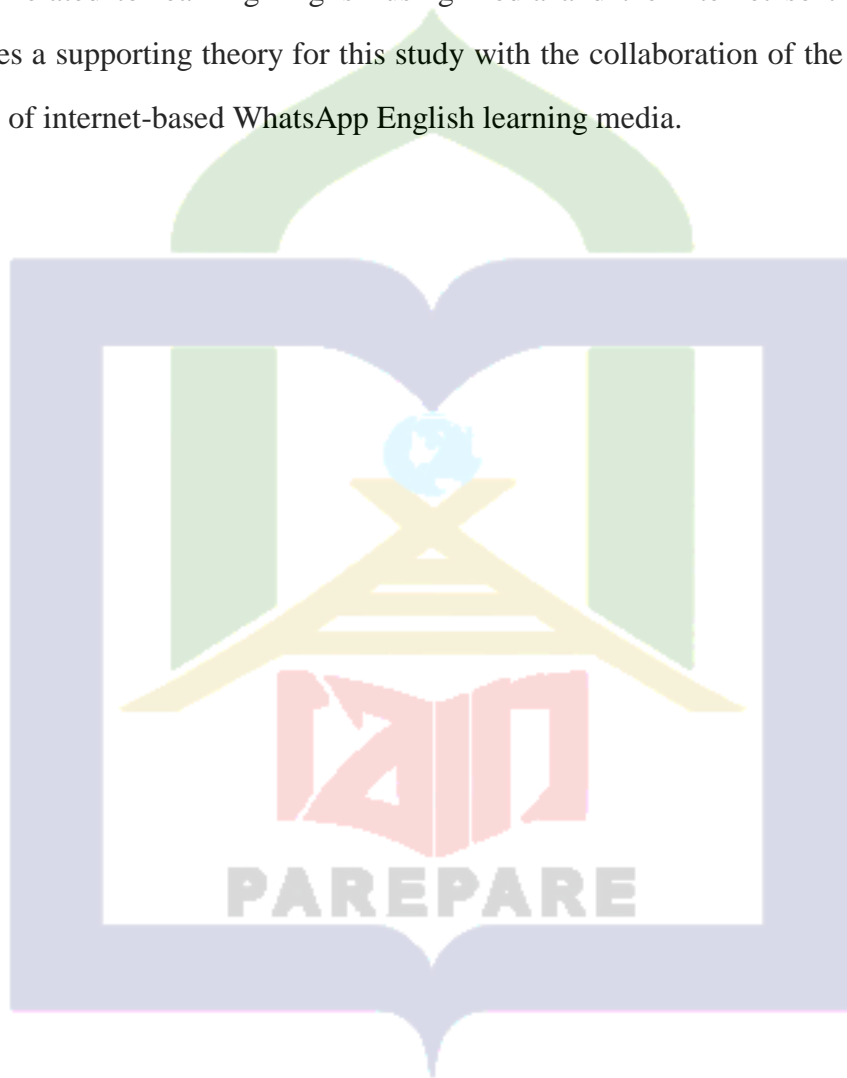 es a supporting theory for this study with the collaboration of the
of internet-based WhatsApp English learning media.
iain
PAREPARE